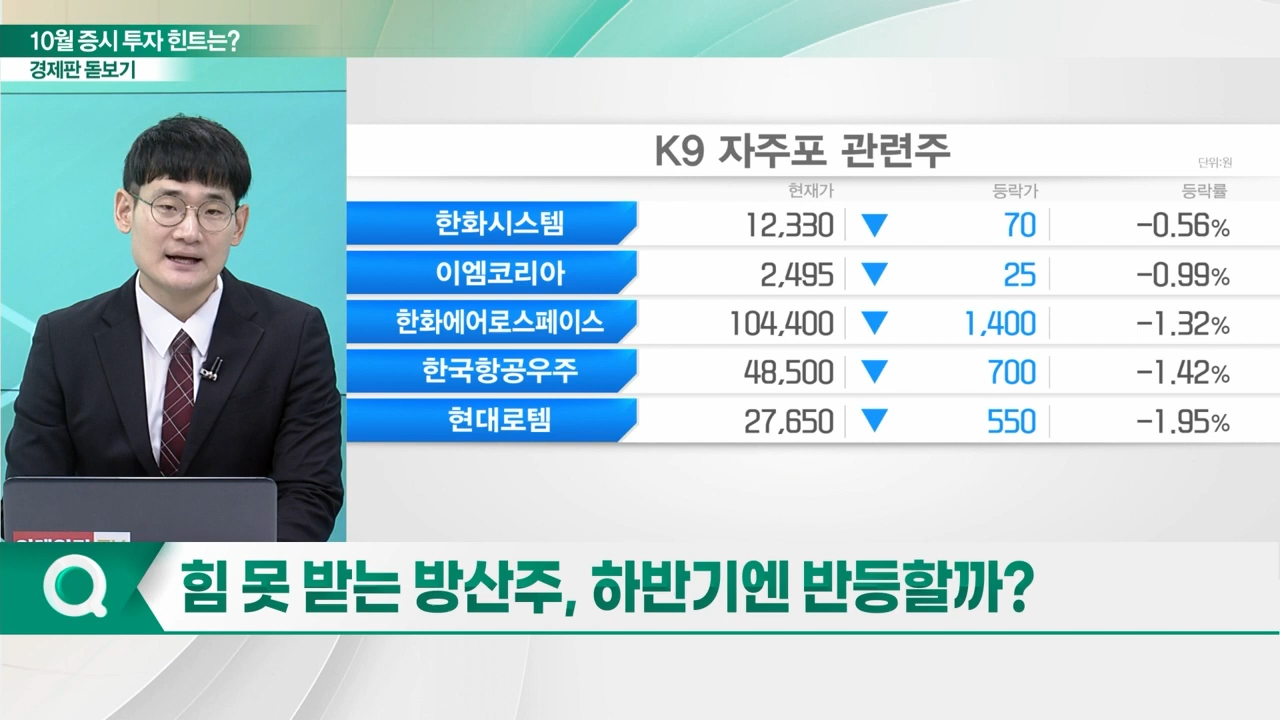 10월 증시 투자 힌트는?
경제판 돋보기
K9 자주포 관련주
단위:원
현재가 등락가 등락률
한화시스템 12,330 ▼ 70 -0.56%
이엠코리아 2,495 ▼ 25 -0.99%
한화에어로스페이스 104,400 ▼ 1,400 -1.32%
한국항공우주 48,500 ▼ 700 -1.42%
현대로템 27,650 ▼ 550 -1.95%
힘 못 받는 방산주, 하반기엔 반등할까?